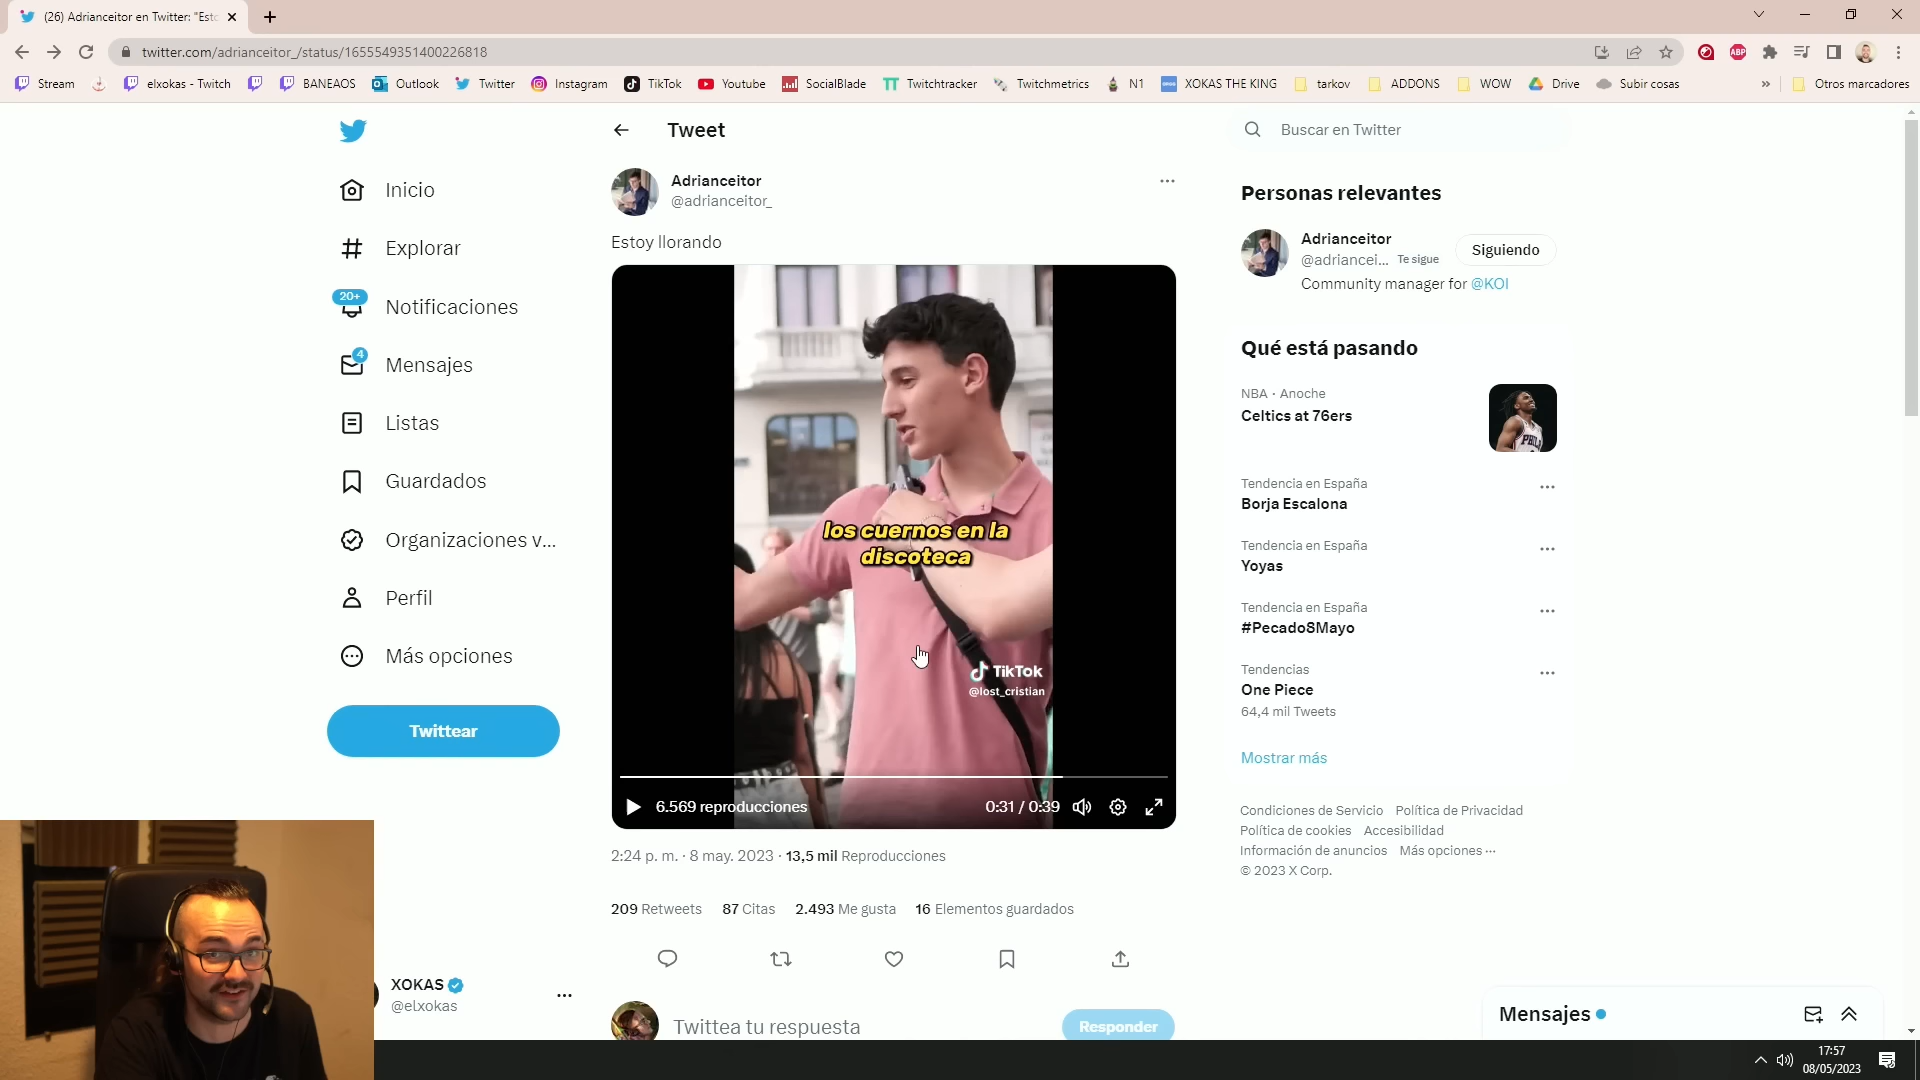 (26) Adrianceitor en Twitter: "Esto
twitter.com/adrianceitor_/status/1655549351400226818
Stream
elxokas - Twitch
BANEAOS
Outlook
Twitter
Instagram
TikTok
Youtube
SocialBlade
Twitchtracker
Twitchmetrics
N1
XOKAS THE KING
tarkov
ADDONS
WOW
Drive
Subir cosas
»
Otros marcadores
ABP
Inicio
Explorar
20+
Notificaciones
4
Mensajes
Listas
Guardados
Organizaciones v...
Perfil
Más opciones
Twittear
XOKAS
@elxokas
Tweet
Adrianceitor
@adrianceitor_
Estoy llorando
los cuernos en la
discoteca
TikTok
@lost_cristian
6.569 reproducciones
0:31 / 0:39
2:24 p. m. · 8 may. 2023 · 13,5 mil Reproducciones
209 Retweets 87 Citas 2.493 Me gusta 16 Elementos guardados
Twittea tu respuesta
Responder
Buscar en Twitter
Personas relevantes
Adrianceitor
@adriancei... Te sigue
Siguiendo
Community manager for @KOI
Qué está pasando
NBA · Anoche
Celtics at 76ers
Tendencia en España
Borja Escalona
Tendencia en España
Yoyas
Tendencia en España
#Pecado8Mayo
Tendencias
One Piece
64,4 mil Tweets
Mostrar más
Condiciones de Servicio Política de Privacidad
Política de cookies Accesibilidad
Información de anuncios Más opciones ···
© 2023 X Corp.
Mensajes
17:57
08/05/2023